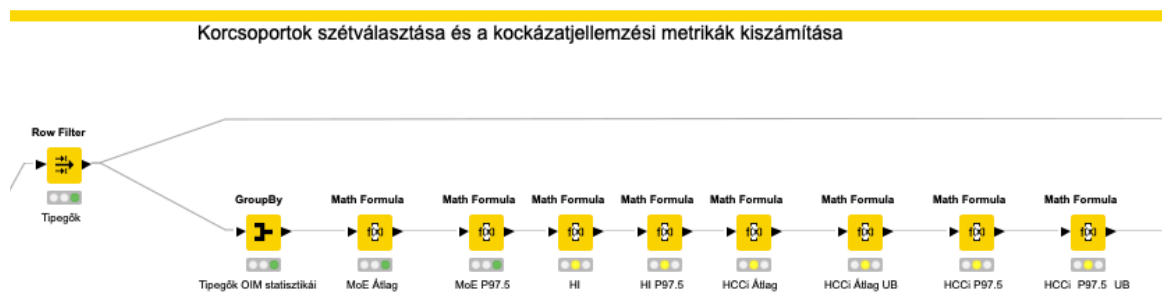 Korcsoportok szétválasztása és a kockázatjellemzési metrikák kiszámítása
Row Filter
Tipegők
GroupBy
Math Formula
Math Formula
Math Formula
Math Formula
Math Formula
Math Formula
Math Formula
Math Formula
f(x)
f(x)
f(x)
f(x)
f(x)
f(x)
f(x)
f(x)
Tipegők OIM statisztikái
MoE Átlag
MoE P97.5
HI
HI P97.5
HCCi Átlag
HCCi Átlag UB
HCCi P97.5
HCCi P97.5 UB